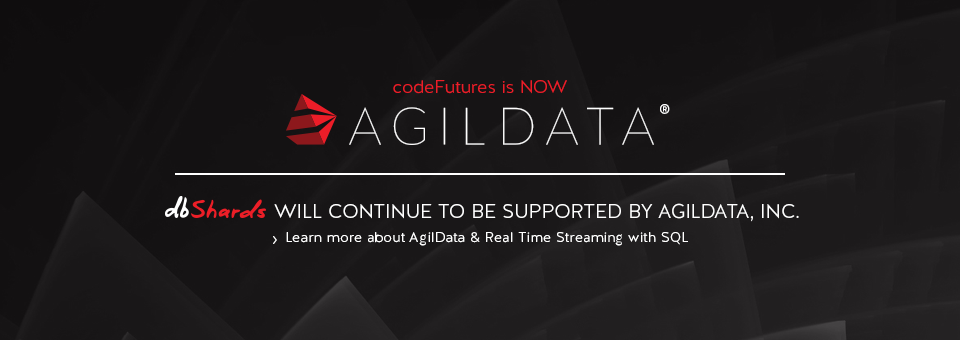 codeFutures is NOW
AGILDATA®
dbShards WILL CONTINUE TO BE SUPPORTED BY AGILDATA, INC.
› Learn more about AgilData & Real Time Streaming with SQL